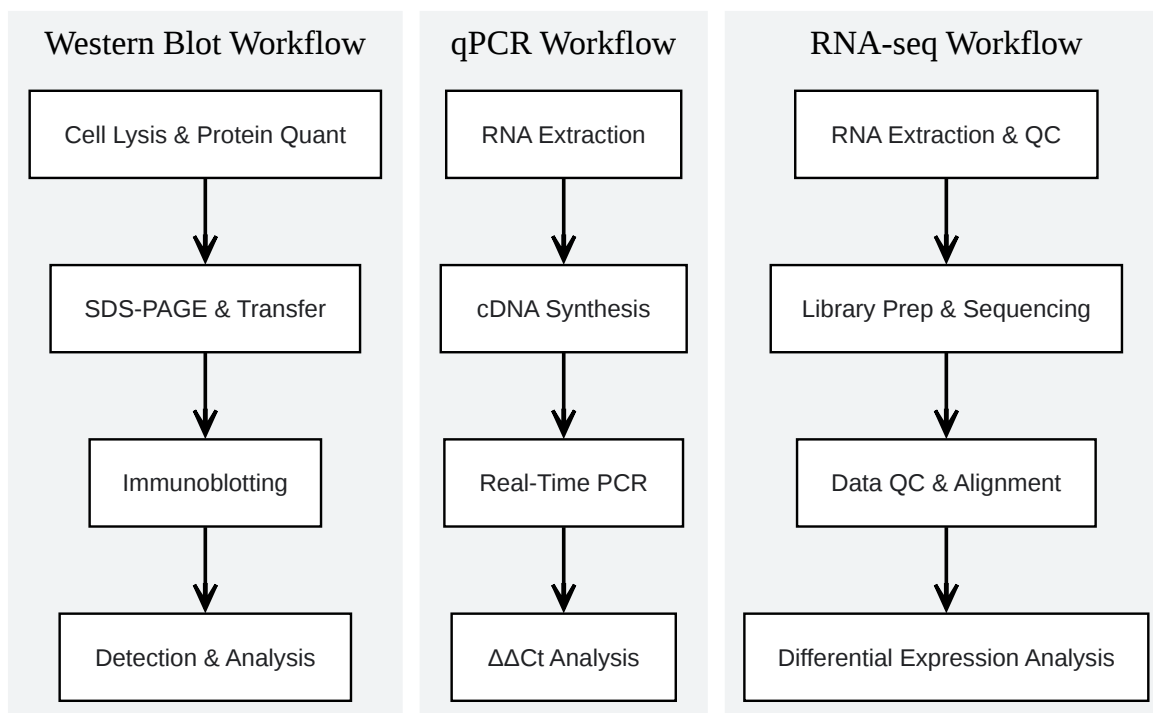 Western Blot Workflow
Cell Lysis & Protein Quant
SDS-PAGE & Transfer
Immunoblotting
Detection & Analysis
qPCR Workflow
RNA Extraction
cDNA Synthesis
Real-Time PCR
ΔΔCt Analysis
RNA-seq Workflow
RNA Extraction & QC
Library Prep & Sequencing
Data QC & Alignment
Differential Expression Analysis